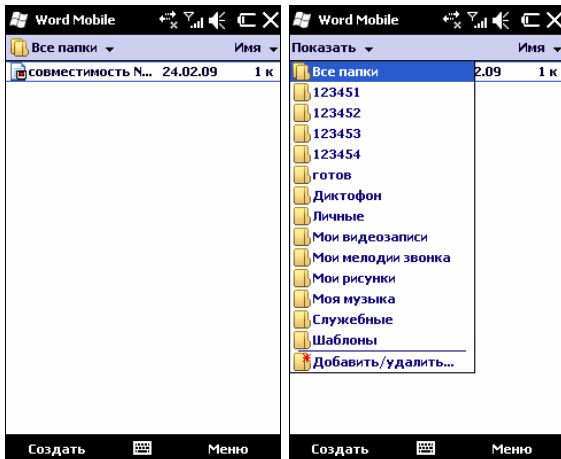 Word Mobile
Все папки Имя
совместимость N... 24.02.09 1 к
Создать Меню
Word Mobile
Показать Имя
Все папки 2.09 1 к
123451
123452
123453
123454
готов
Диктофон
Личные
Мои видеозаписи
Мои мелодии звонка
Мои рисунки
Моя музыка
Служебные
Шаблоны
Добавить/удалить...
Создать Меню